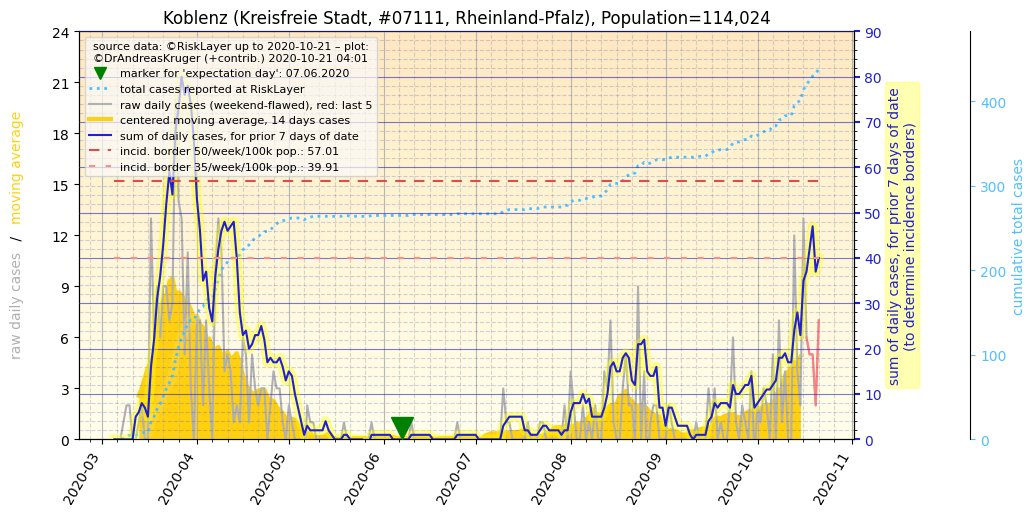 Koblenz (Kreisfreie Stadt, #07111, Rheinland-Pfalz), Population=114,024
source data: ©RiskLayer up to 2020-10-21 – plot:
©DrAndreasKruger (+contrib.) 2020-10-21 04:01
marker for 'expectation day': 07.06.2020
total cases reported at RiskLayer
raw daily cases (weekend-flawed), red: last 5
centered moving average, 14 days cases
sum of daily cases, for prior 7 days of date
incid. border 50/week/100k pop.: 57.01
incid. border 35/week/100k pop.: 39.91
raw daily cases / moving average
24
21
18
15
12
9
6
3
0
90
80
70
60
50
40
30
20
10
0
sum of daily cases, for prior 7 days of date
(to determine incidence borders)
400
300
200
100
0
cumulative total cases
2020-03
2020-04
2020-05
2020-06
2020-07
2020-08
2020-09
2020-10
2020-11